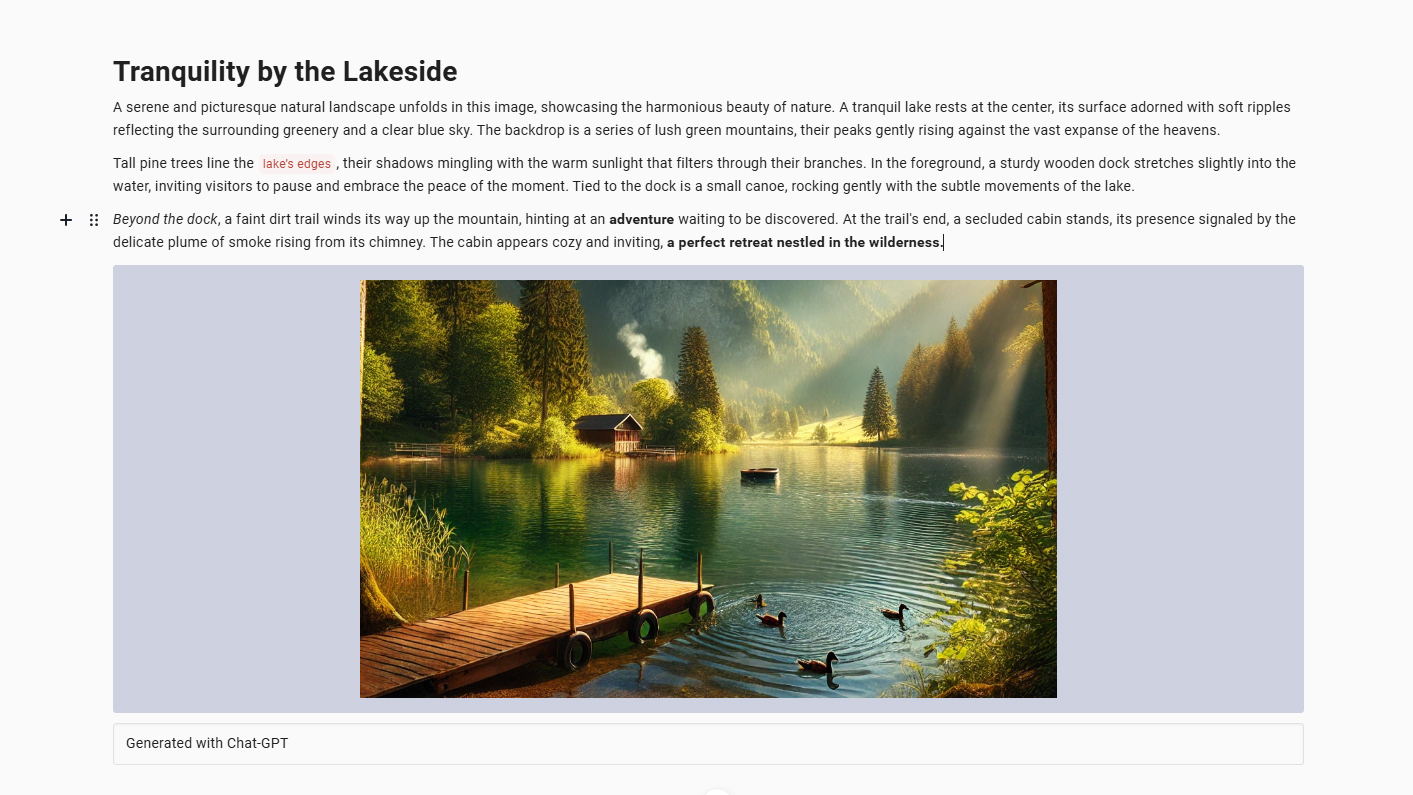 Tranquility by the Lakeside
A serene and picturesque natural landscape unfolds in this image, showcasing the harmonious beauty of nature. A tranquil lake rests at the center, its surface adorned with soft ripples
reflecting the surrounding greenery and a clear blue sky. The backdrop is a series of lush green mountains, their peaks gently rising against the vast expanse of the heavens.
Tall pine trees line the lake's edges, their shadows mingling with the warm sunlight that filters through their branches. In the foreground, a sturdy wooden dock stretches slightly into the
water, inviting visitors to pause and embrace the peace of the moment. Tied to the dock is a small canoe, rocking gently with the subtle movements of the lake.
Beyond the dock, a faint dirt trail winds its way up the mountain, hinting at an adventure waiting to be discovered. At the trail's end, a secluded cabin stands, its presence signaled by the
delicate plume of smoke rising from its chimney. The cabin appears cozy and inviting, a perfect retreat nestled in the wilderness.
Generated with Chat-GPT